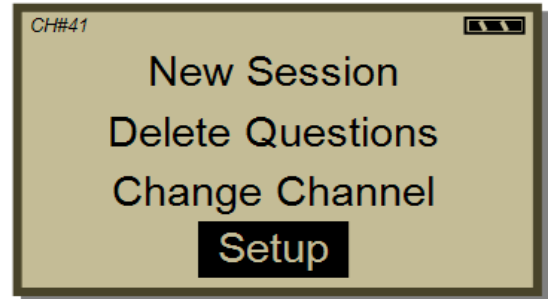 CH#41
New Session
Delete Questions
Change Channel
Setup